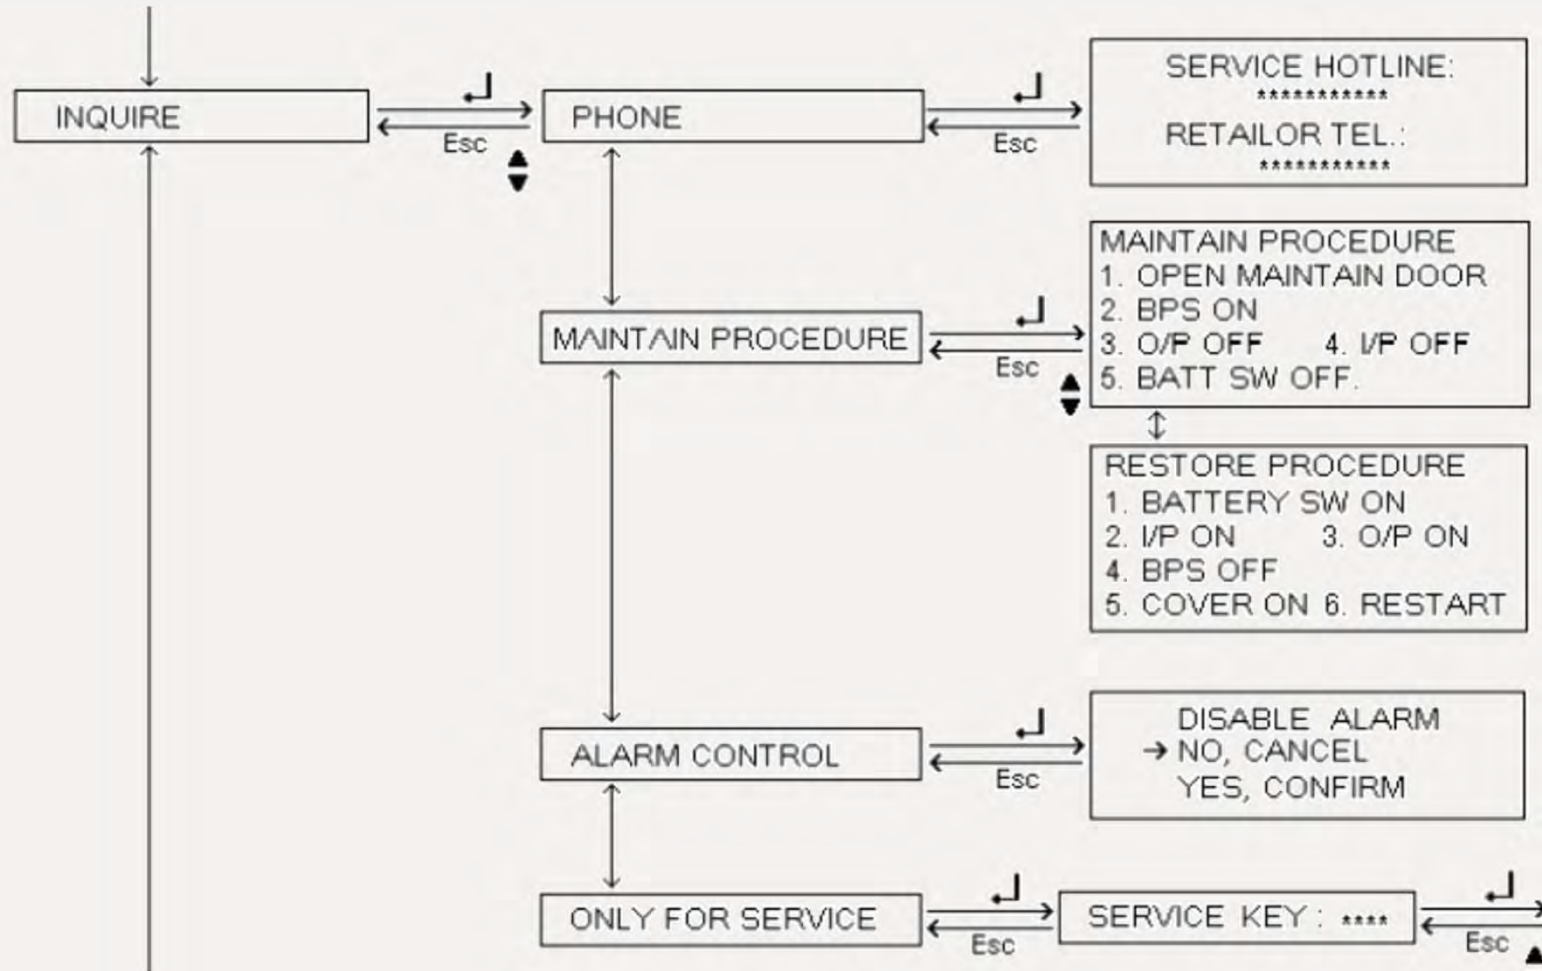 INQUIRE
Esc
PHONE
Esc
SERVICE HOTLINE:
***********
RETAILOR TEL.:
***********
MAINTAIN PROCEDURE
Esc
MAINTAIN PROCEDURE
1. OPEN MAINTAIN DOOR
2. BPS ON
3. O/P OFF 4. I/P OFF
5. BATT SW OFF.
RESTORE PROCEDURE
1. BATTERY SW ON
2. I/P ON 3. O/P ON
4. BPS OFF
5. COVER ON 6. RESTART
ALARM CONTROL
Esc
DISABLE ALARM
→ NO, CANCEL
YES, CONFIRM
ONLY FOR SERVICE
Esc
SERVICE KEY : ****
Esc